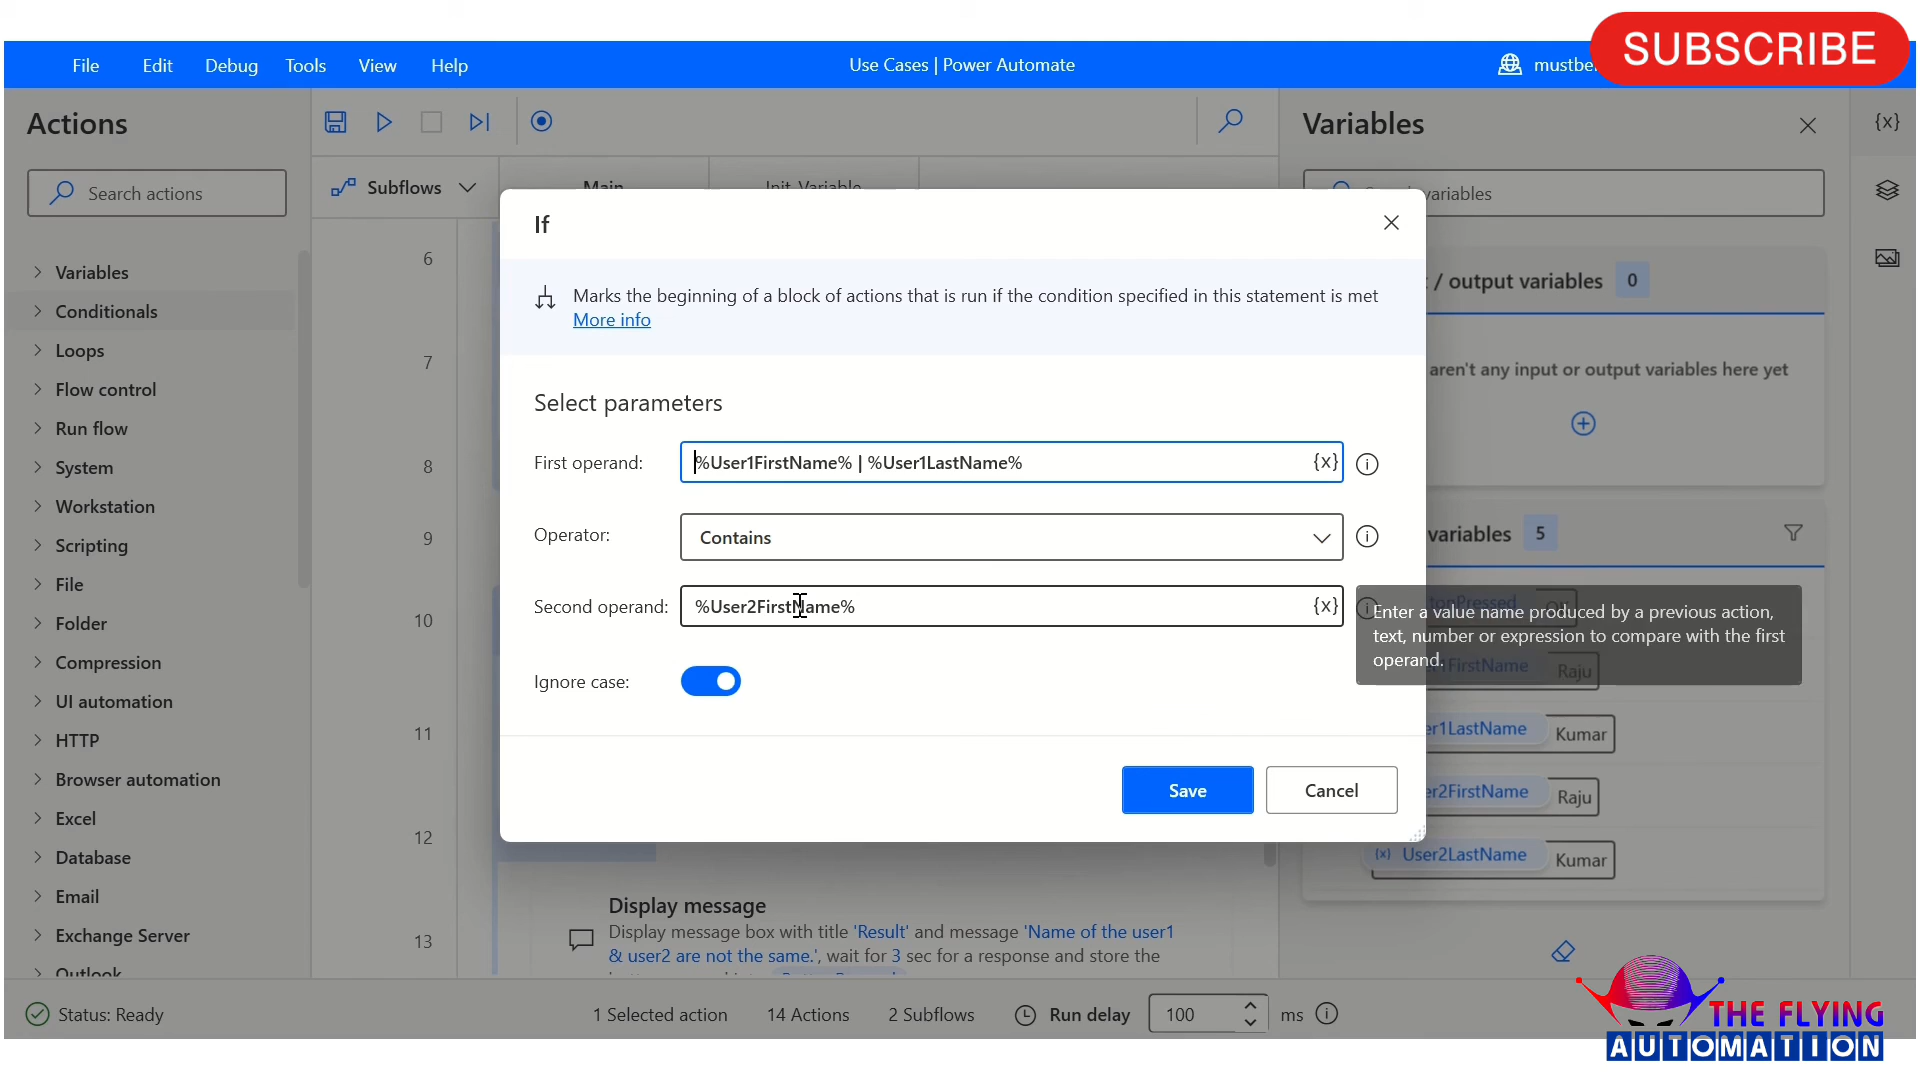 SUBSCRIBE
File Edit Debug Tools View Help
Use Cases | Power Automate
Actions
Search actions
Variables
Conditionals
Loops
Flow control
Run flow
System
Workstation
Scripting
File
Folder
Compression
UI automation
HTTP
Browser automation
Excel
Database
Email
Exchange Server
Outlook
Subflows
Main
Init_Variable
6
7
8
9
10
11
12
13
If
Marks the beginning of a block of actions that is run if the condition specified in this statement is met
More info
Select parameters
First operand: %User1FirstName% | %User1LastName% {x}
Operator: Contains
Second operand: %User2FirstName% {x}
Ignore case:
Save Cancel
Enter a value name produced by a previous action,
text, number or expression to compare with the first
operand.
Display message
Display message box with title 'Result' and message 'Name of the user1
& user2 are not the same.', wait for 3 sec for a response and store the
Variables {x}
variables
/ output variables 0
aren't any input or output variables here yet
variables 5
Raju
Kumar
Raju
{x} User2LastName Kumar
Status: Ready
1 Selected action 14 Actions 2 Subflows Run delay 100 ms
THE FLYING
AUTOMATION